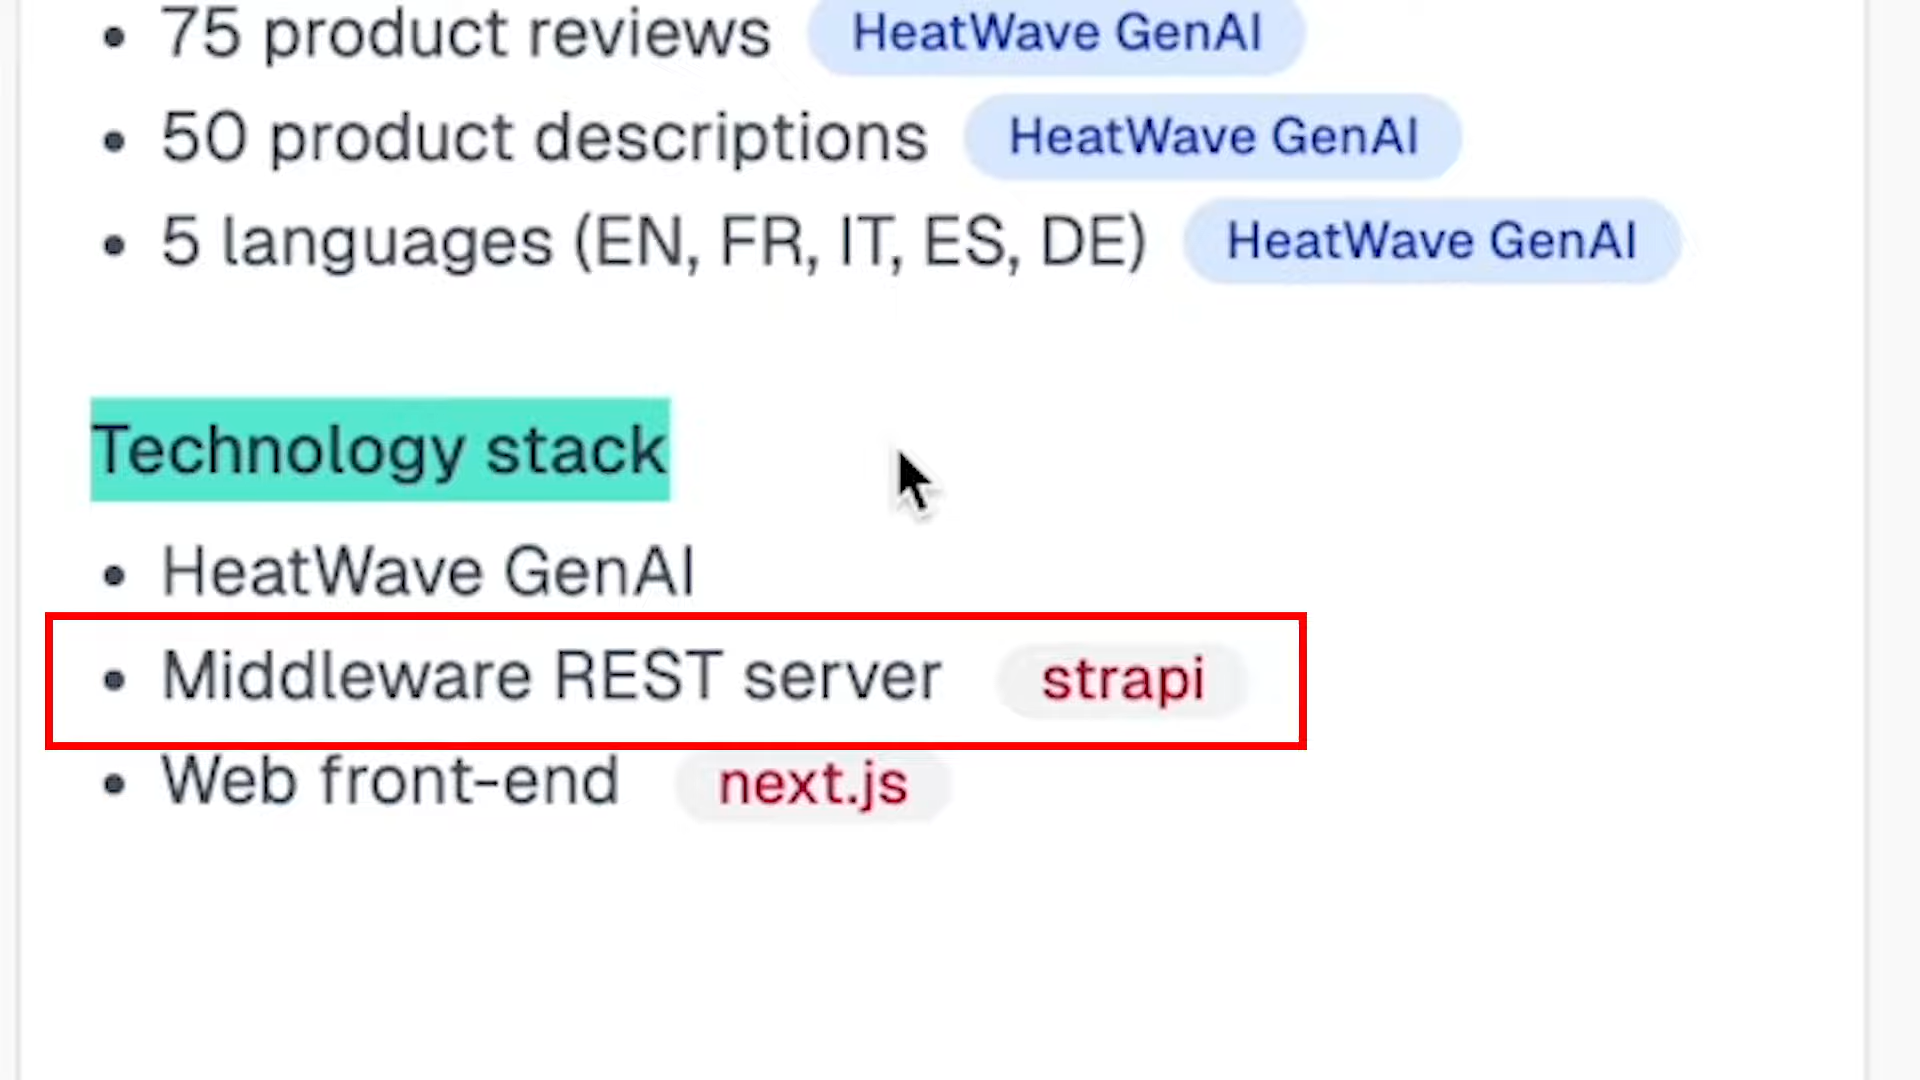 • 75 product reviews HeatWave GenAI
• 50 product descriptions HeatWave GenAI
• 5 languages (EN, FR, IT, ES, DE) HeatWave GenAI
Technology stack
• HeatWave GenAI
• Middleware REST server strapi
• Web front-end next.js